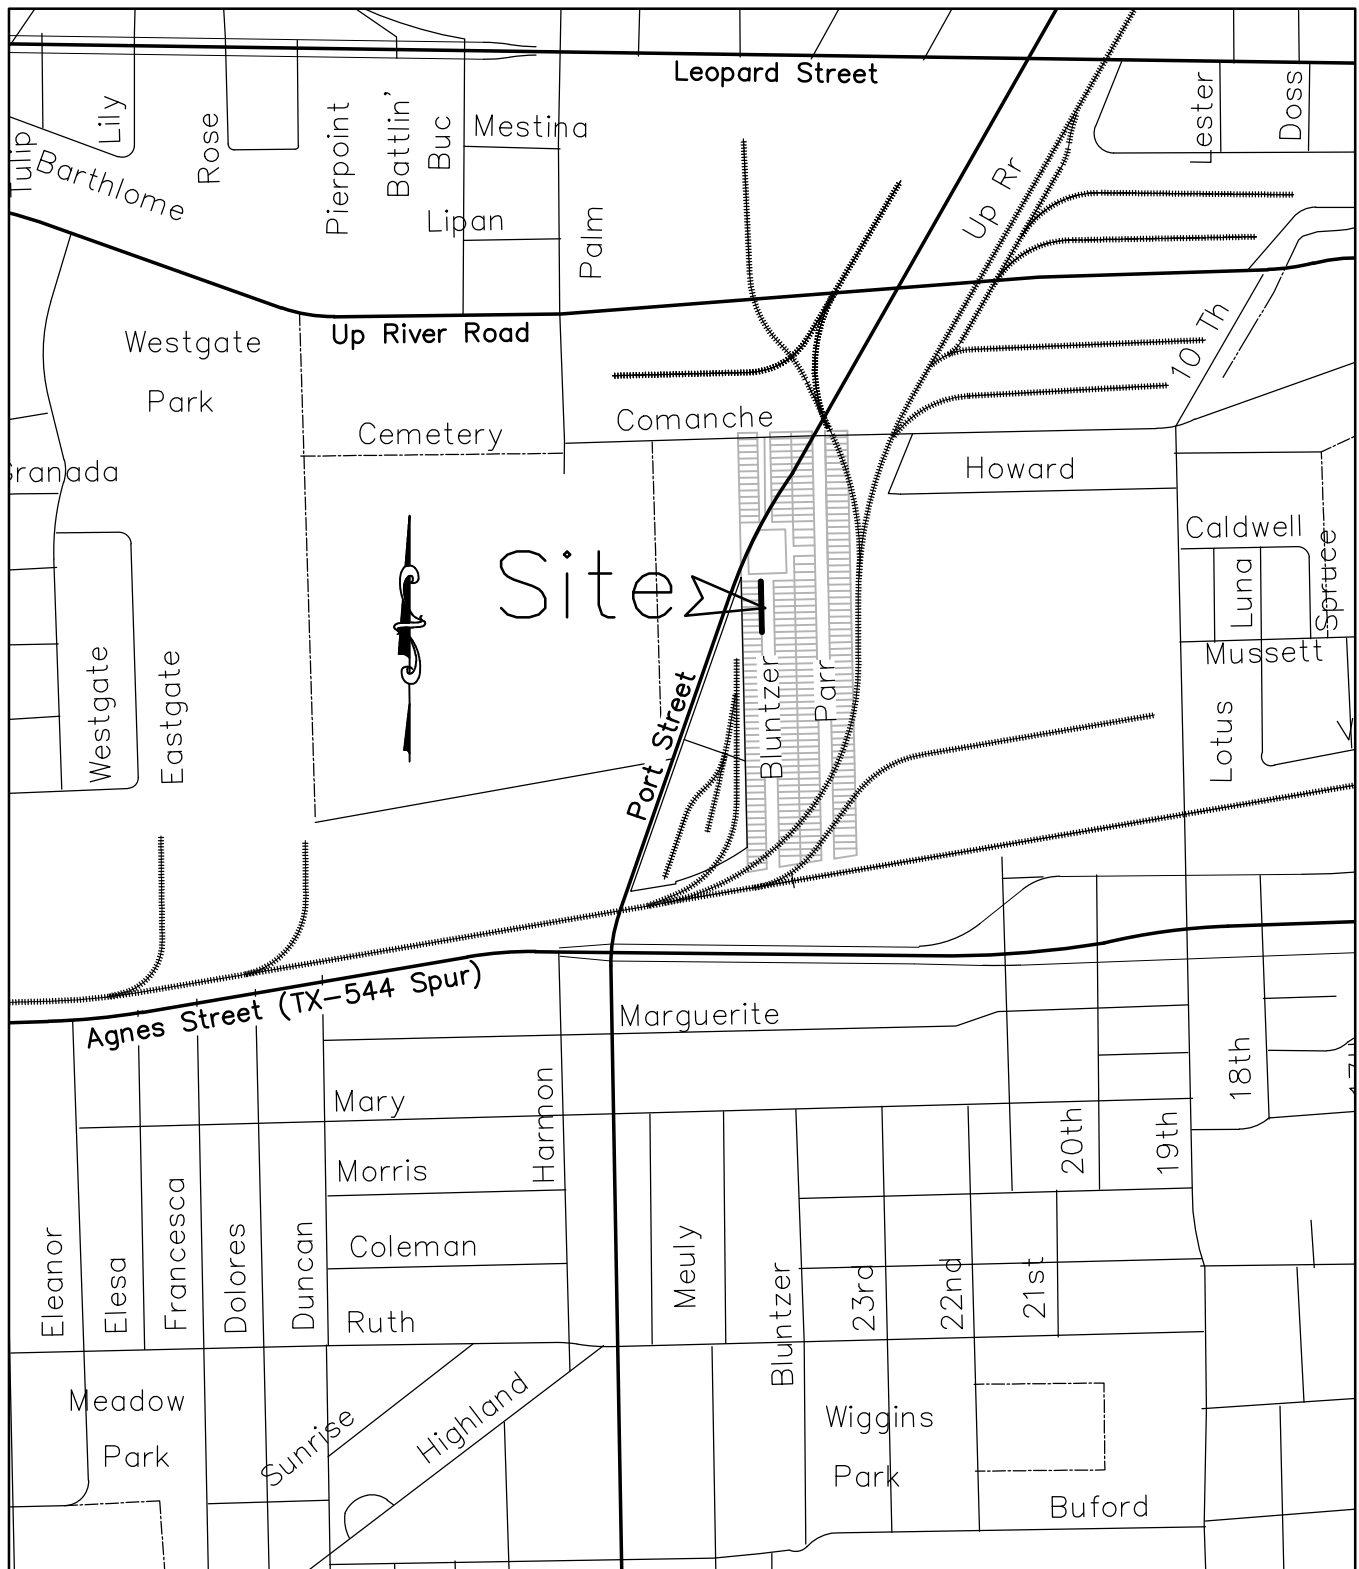 Leopard Street
Tulip
Lily
Rose
Pierpoint
Battlin'
Buc
Mestina
Lester
Doss
Barthlome
Lipan
Palm
Up Rr
Up River Road
Westgate
Park
10 Th
Comanche
Cemetery
Howard
Granada
Caldwell
Site
Luna
Spruce
Mussett
Westgate
Eastgate
Port Street
Bluntzer
Parr
Lotus
Agnes Street (TX-544 Spur)
Marguerite
18th
Mary
Harmon
20th
19th
Morris
Eleanor
Elesa
Francesca
Dolores
Duncan
Coleman
Meuly
Bluntzer
23rd
22nd
21st
Ruth
Meadow
Park
Sunrise
Highland
Wiggins
Park
Buford